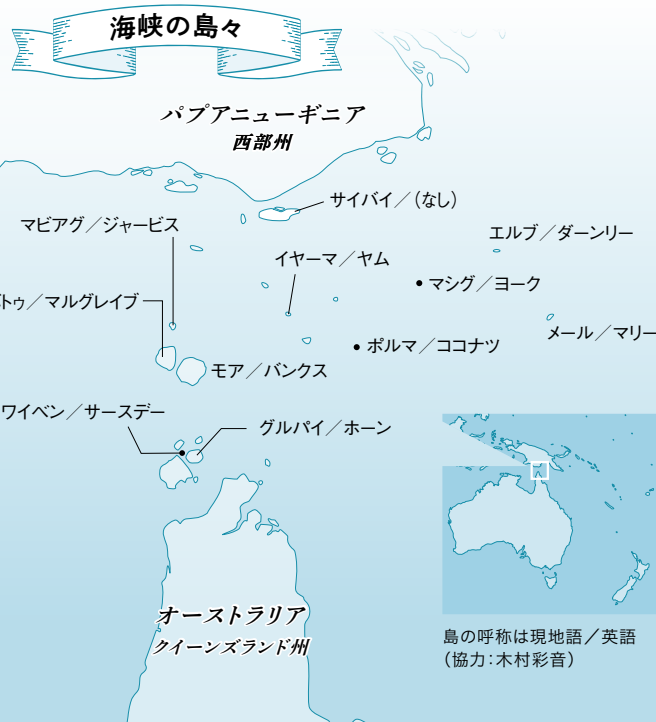 海峡の島々
パプアニューギニア
西部州
サイバイ／(なし)
マビアグ／ジャービス
エルブ／ダーンリー
イヤーマ／ヤム
マシグ／ヨーク
トゥ／マルグレイブ
メール／マリー
ポルマ／ココナツ
モア／バンクス
ワイベン／サースデー
グルパイ／ホーン
オーストラリア
クイーンズランド州
島の呼称は現地語／英語
(協力：木村彩音)